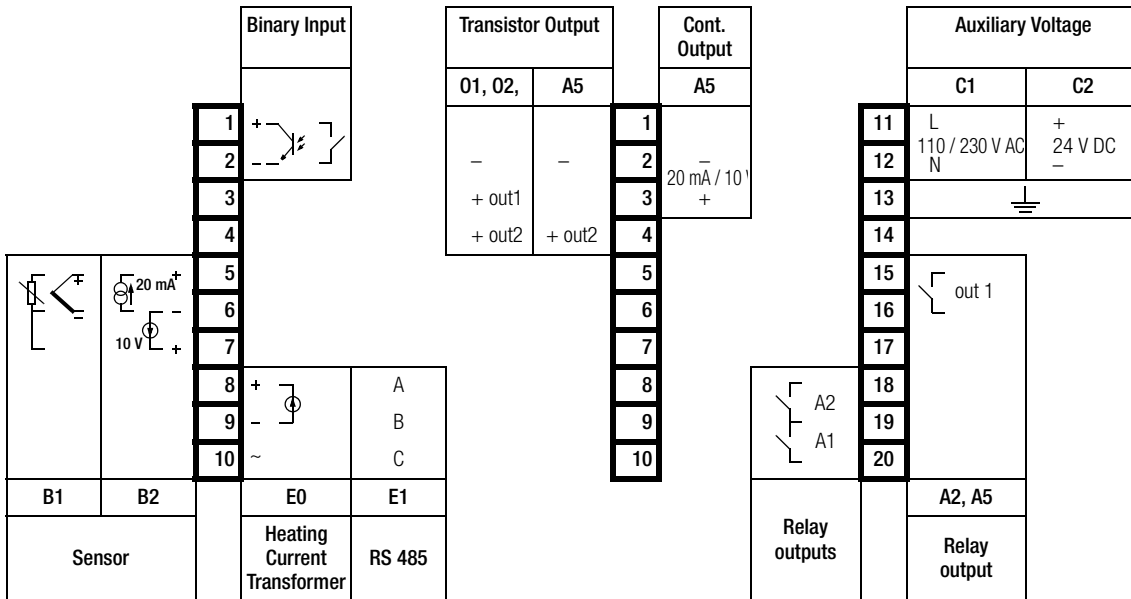 Binary Input
Transistor Output
Cont. Output
Auxiliary Voltage
O1, O2,
A5
A5
C1
C2
1 + 1 11 L +
110 / 230 V AC 24 V DC
2 - - - - 2 – 12 N –
20 mA / 10
3 + out1 3 + 13
4 + out2 + out2 4 14
+ = 20 mA + 5 5 15 out 1
- 6 6 16
10 V + 7 7 17
8 + A 8 A2 18
9 - B 9 A1 19
10 ~ C 10 20
B1
B2
E0
E1
A2, A5
Sensor
Heating Current Transformer
RS 485
Relay outputs
Relay output